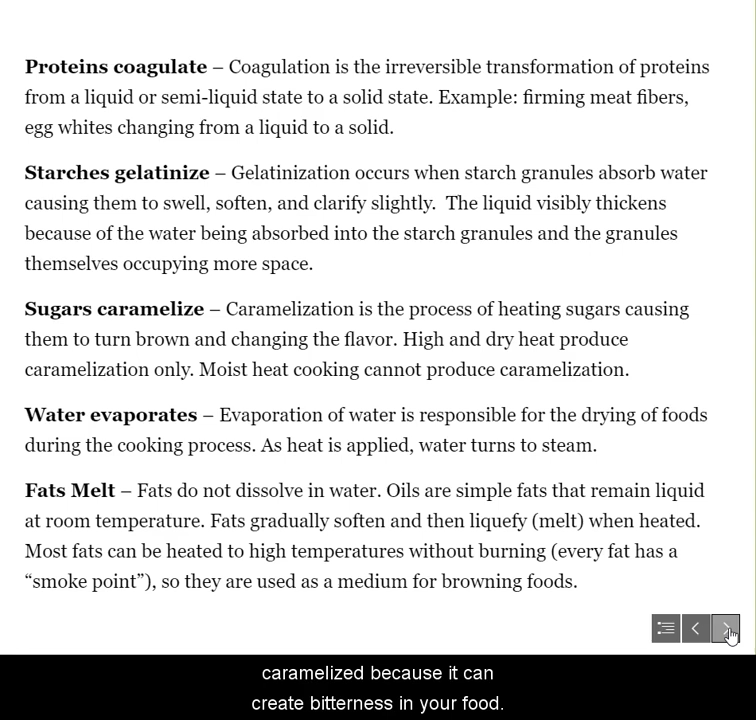 Proteins coagulate – Coagulation is the irreversible transformation of proteins
from a liquid or semi-liquid state to a solid state. Example: firming meat fibers,
egg whites changing from a liquid to a solid.
Starches gelatinize – Gelatinization occurs when starch granules absorb water
causing them to swell, soften, and clarify slightly.  The liquid visibly thickens
because of the water being absorbed into the starch granules and the granules
themselves occupying more space.
Sugars caramelize – Caramelization is the process of heating sugars causing
them to turn brown and changing the flavor. High and dry heat produce
caramelization only. Moist heat cooking cannot produce caramelization.
Water evaporates – Evaporation of water is responsible for the drying of foods
during the cooking process. As heat is applied, water turns to steam.
Fats Melt – Fats do not dissolve in water. Oils are simple fats that remain liquid
at room temperature. Fats gradually soften and then liquefy (melt) when heated.
Most fats can be heated to high temperatures without burning (every fat has a
“smoke point”), so they are used as a medium for browning foods.
caramelized because it can
create bitterness in your food.